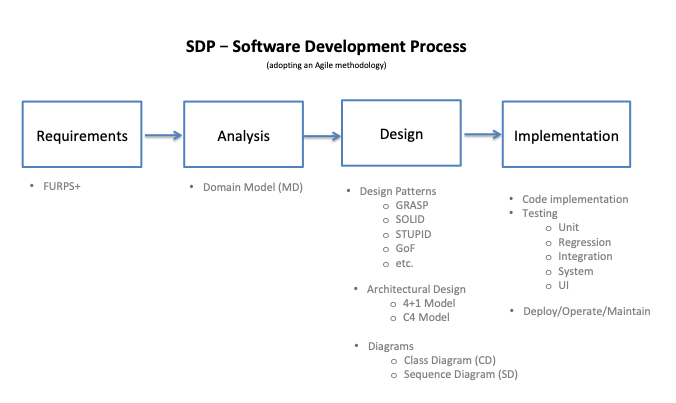 SDP – Software Development Process
(adopting an Agile methodology)
Requirements
Analysis
Design
Implementation
• FURPS+
• Domain Model (MD)
• Design Patterns
o GRASP
o SOLID
o STUPID
o GoF
o etc.
• Architectural Design
o 4+1 Model
o C4 Model
• Diagrams
o Class Diagram (CD)
o Sequence Diagram (SD)
• Code implementation
• Testing
o Unit
o Regression
o Integration
o System
o UI
• Deploy/Operate/Maintain